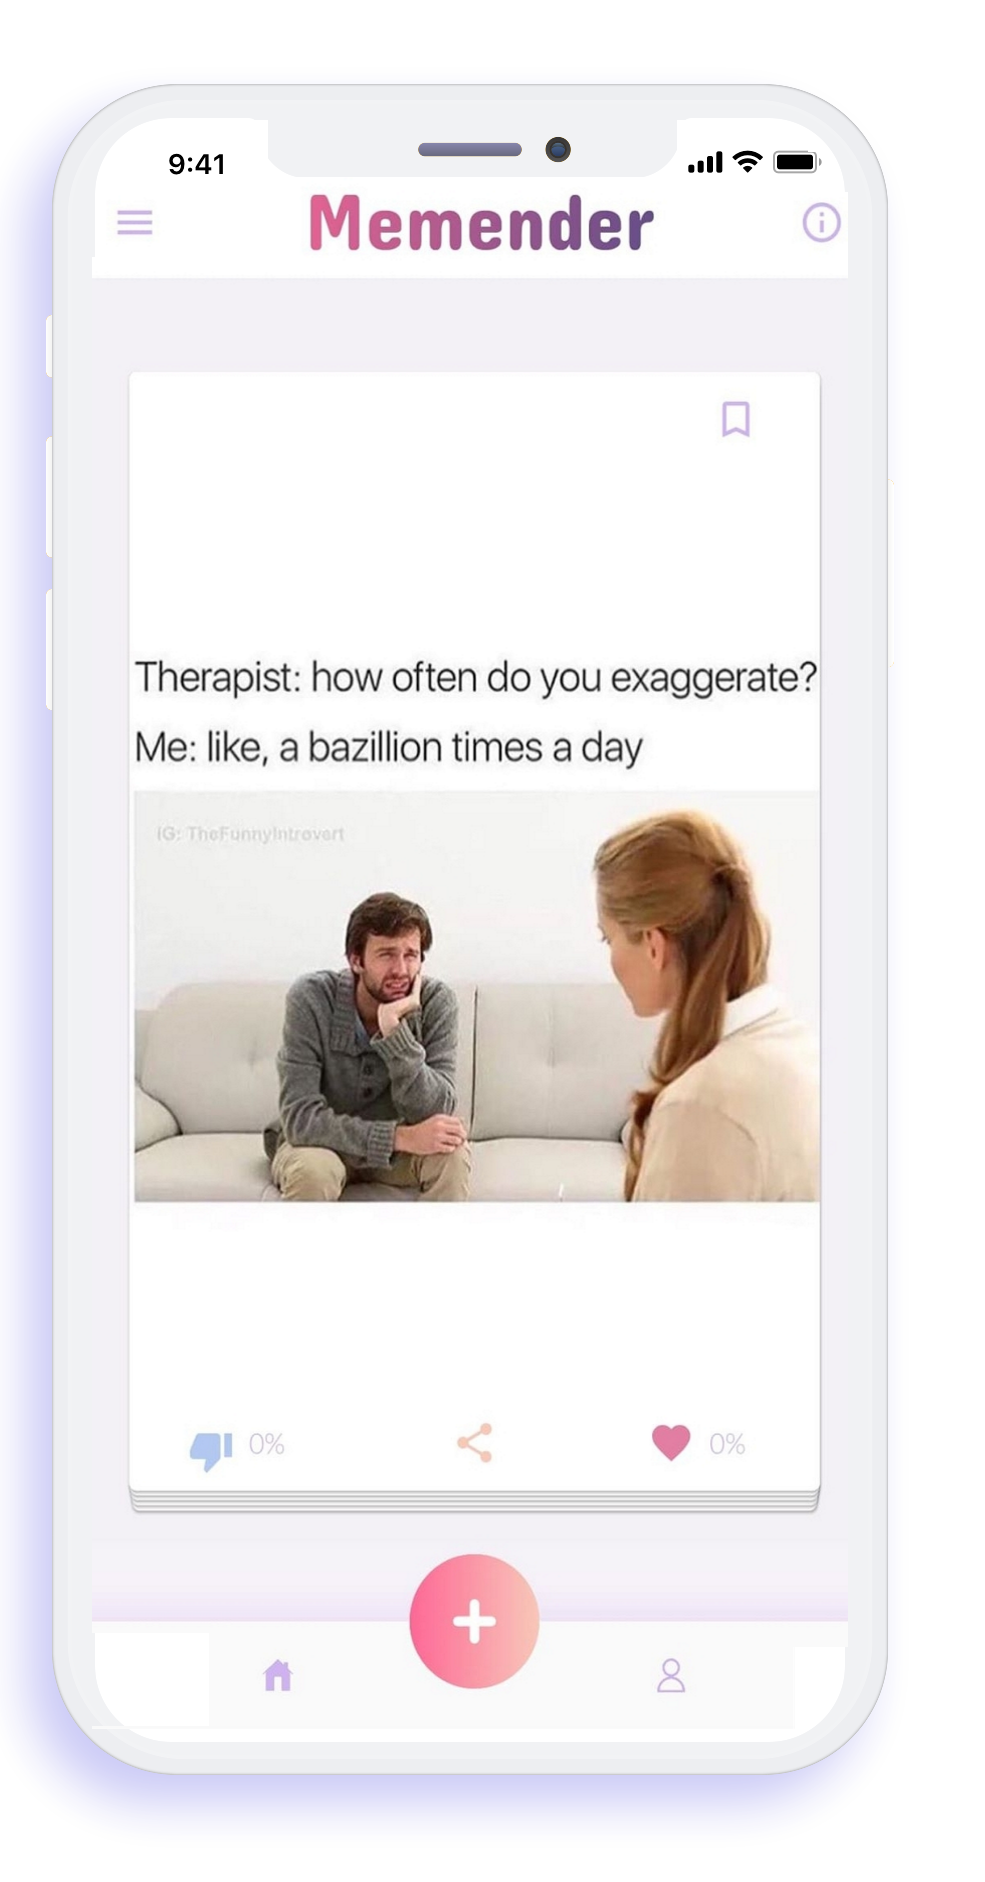 9:41
Memender
Therapist: how often do you exaggerate?
Me: like, a bazillion times a day
IG: TheFunnyIntrovert
0%
0%